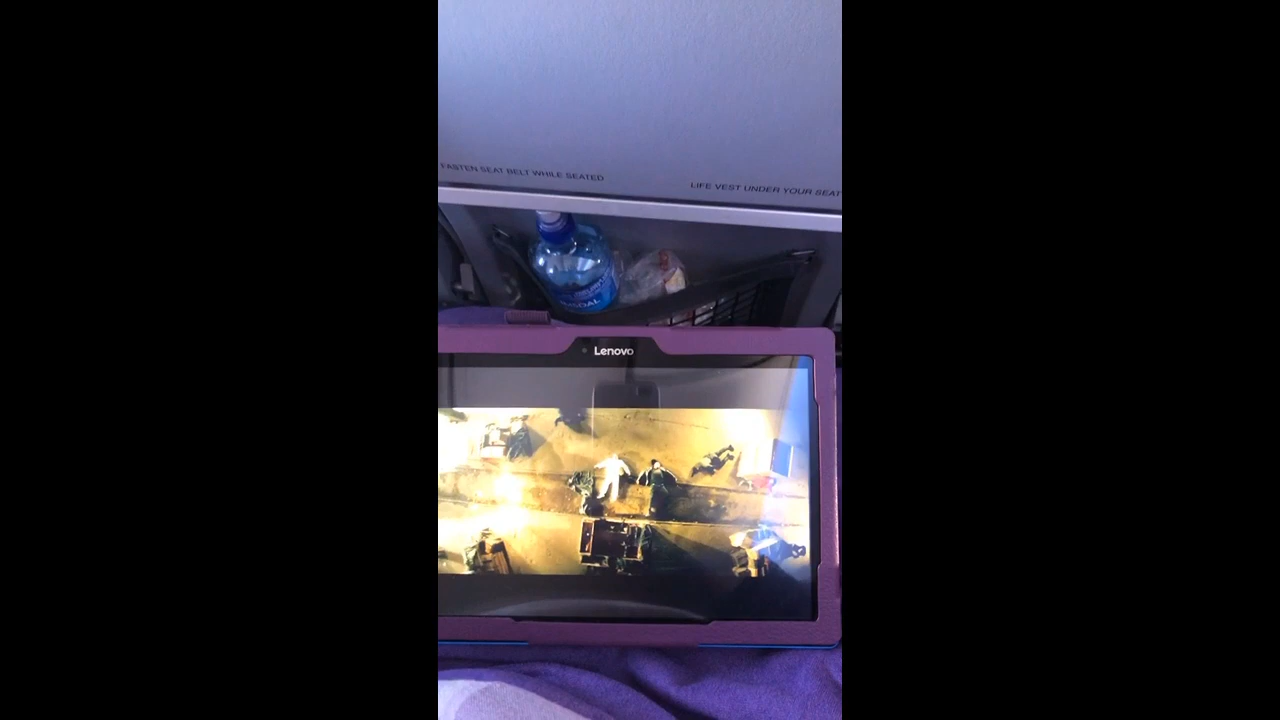 FASTEN SEAT BELT WHILE SEATED
LIFE VEST UNDER YOUR SEAT
Lenovo